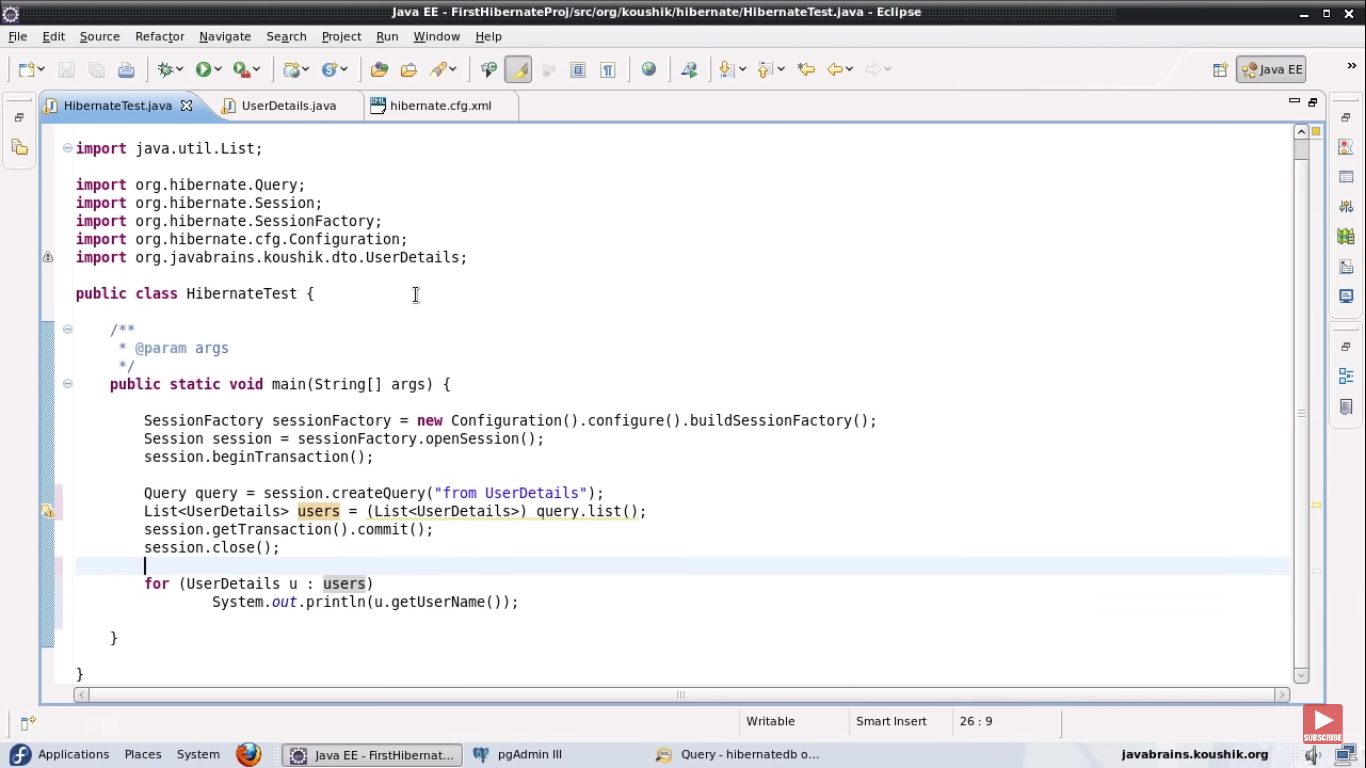 Java EE - FirstHibernateProj/src/org/koushik/hibernate/HibernateTest.java - Eclipse
File Edit Source Refactor Navigate Search Project Run Window Help
Java EE »
HibernateTest.java UserDetails.java XML hibernate.cfg.xml
import java.util.List;
import org.hibernate.Query;
import org.hibernate.Session;
import org.hibernate.SessionFactory;
import org.hibernate.cfg.Configuration;
import org.javabrains.koushik.dto.UserDetails;
public class HibernateTest {
/**
* @param args
*/
public static void main(String[] args) {
SessionFactory sessionFactory = new Configuration().configure().buildSessionFactory();
Session session = sessionFactory.openSession();
session.beginTransaction();
Query query = session.createQuery("from UserDetails");
List<UserDetails> users = (List<UserDetails>) query.list();
session.getTransaction().commit();
session.close();
for (UserDetails u : users)
System.out.println(u.getUserName());
}
}
Writable Smart Insert 26 : 9
SUBSCRIBE
Applications Places System Java EE - FirstHibernat... pgAdmin III Query - hibernatedb o... javabrains.koushik.org